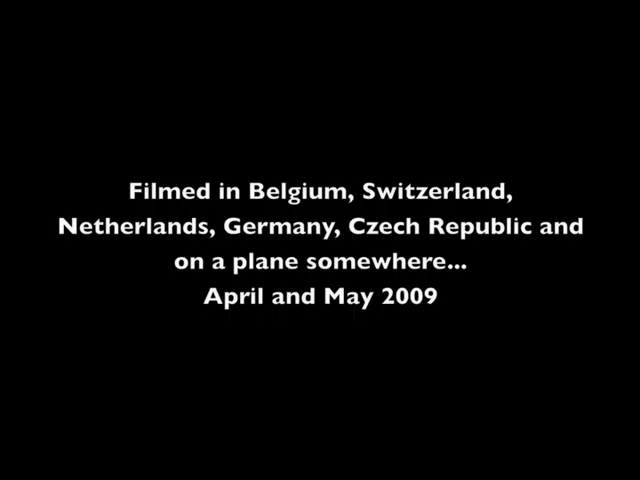 Filmed in Belgium, Switzerland,
Netherlands, Germany, Czech Republic and
on a plane somewhere...
April and May 2009